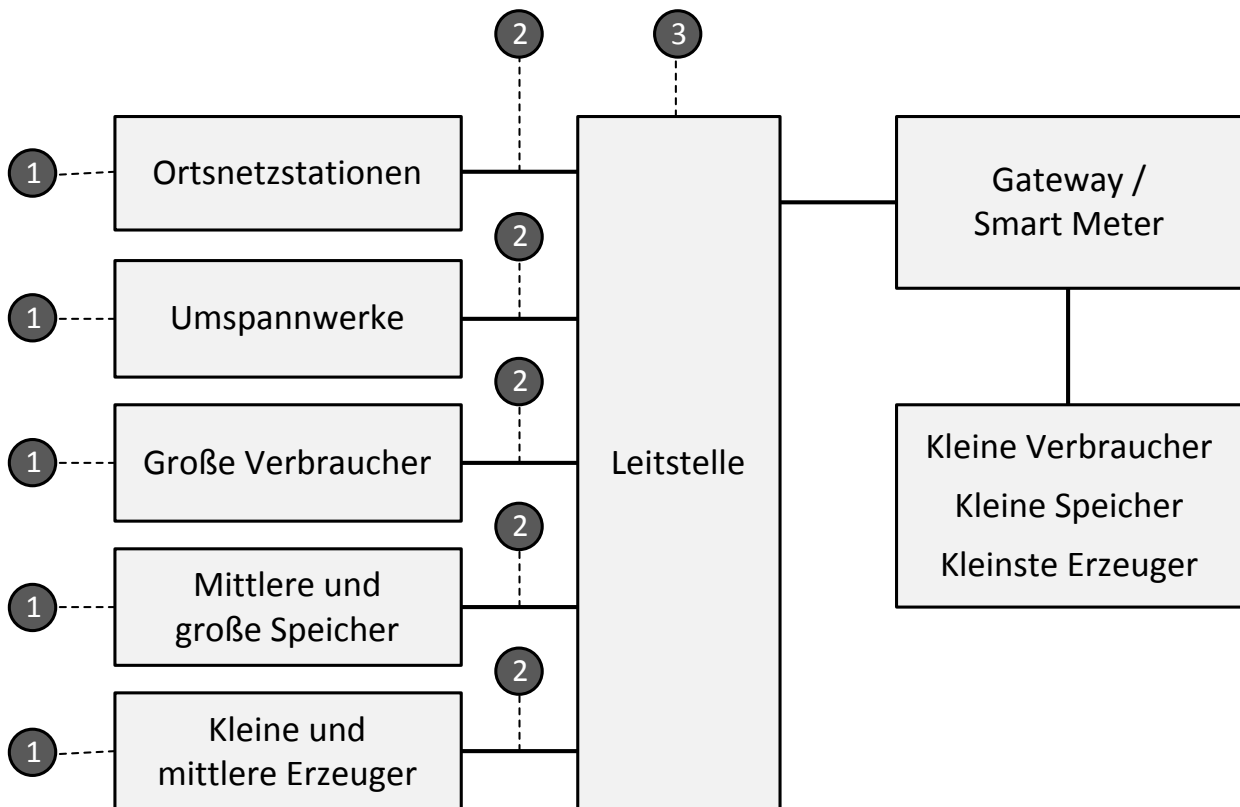 2
3
1
Ortsnetzstationen
Gateway /
Smart Meter
2
1
Umspannwerke
2
1
Große Verbraucher
Leitstelle
Kleine Verbraucher
Kleine Speicher
Kleinste Erzeuger
2
1
Mittlere und
große Speicher
2
1
Kleine und
mittlere Erzeuger